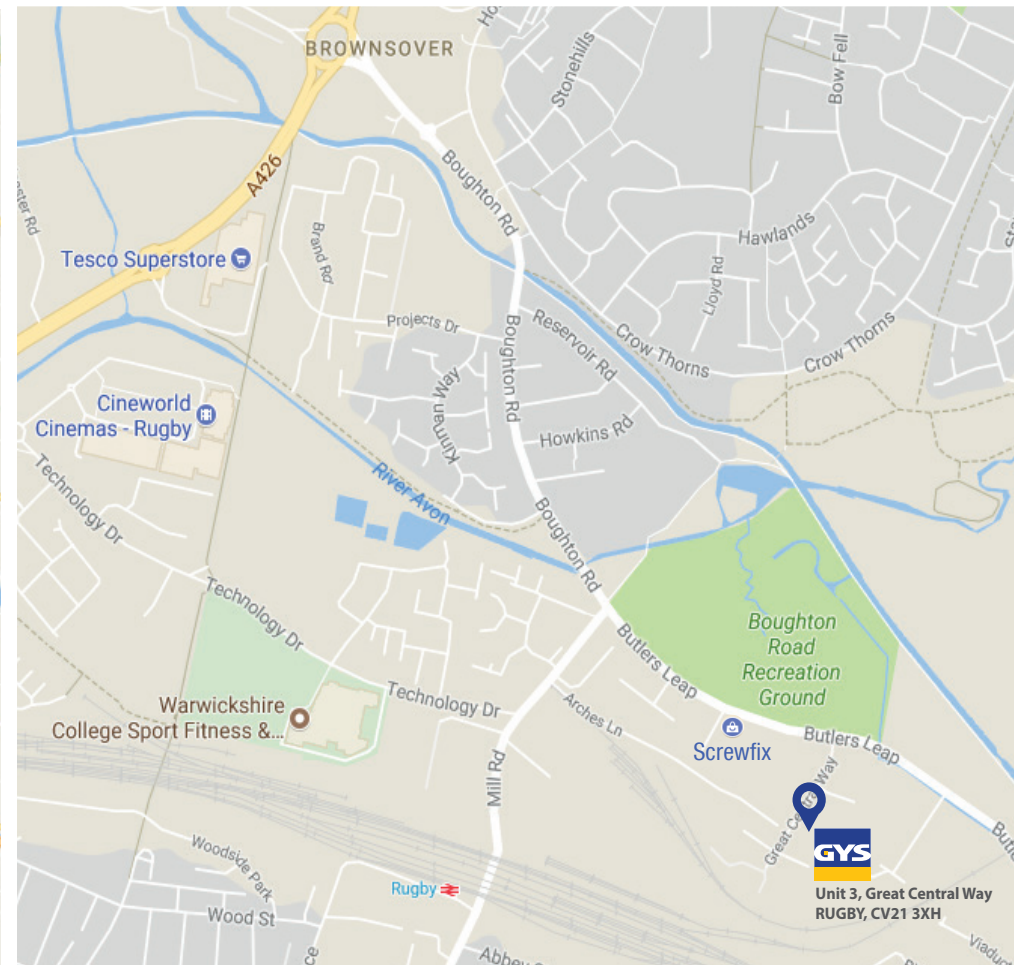 BROWNSOVER
Stonehills
Bow Fell
Boughton Rd
A426
Brand Rd
Hawlands
Lloyd Rd
Tesco Superstore
Projects Dr
Boughton Rd
Reservoir Rd
Crow Thorns
Crow Thorns
Kinman Way
Howkins Rd
Cineworld
Cinemas - Rugby
Technology Dr
River Avon
Boughton Rd
Technology Dr
Boughton
Road
Recreation
Ground
Butlers Leap
Warwickshire
College Sport Fitness &...
Technology Dr
Arches Ln
Screwfix
Butlers Leap
Mill Rd
Great Central Way
GYS
Unit 3, Great Central Way
RUGBY, CV21 3XH
Woodside Park
Rugby
Wood St